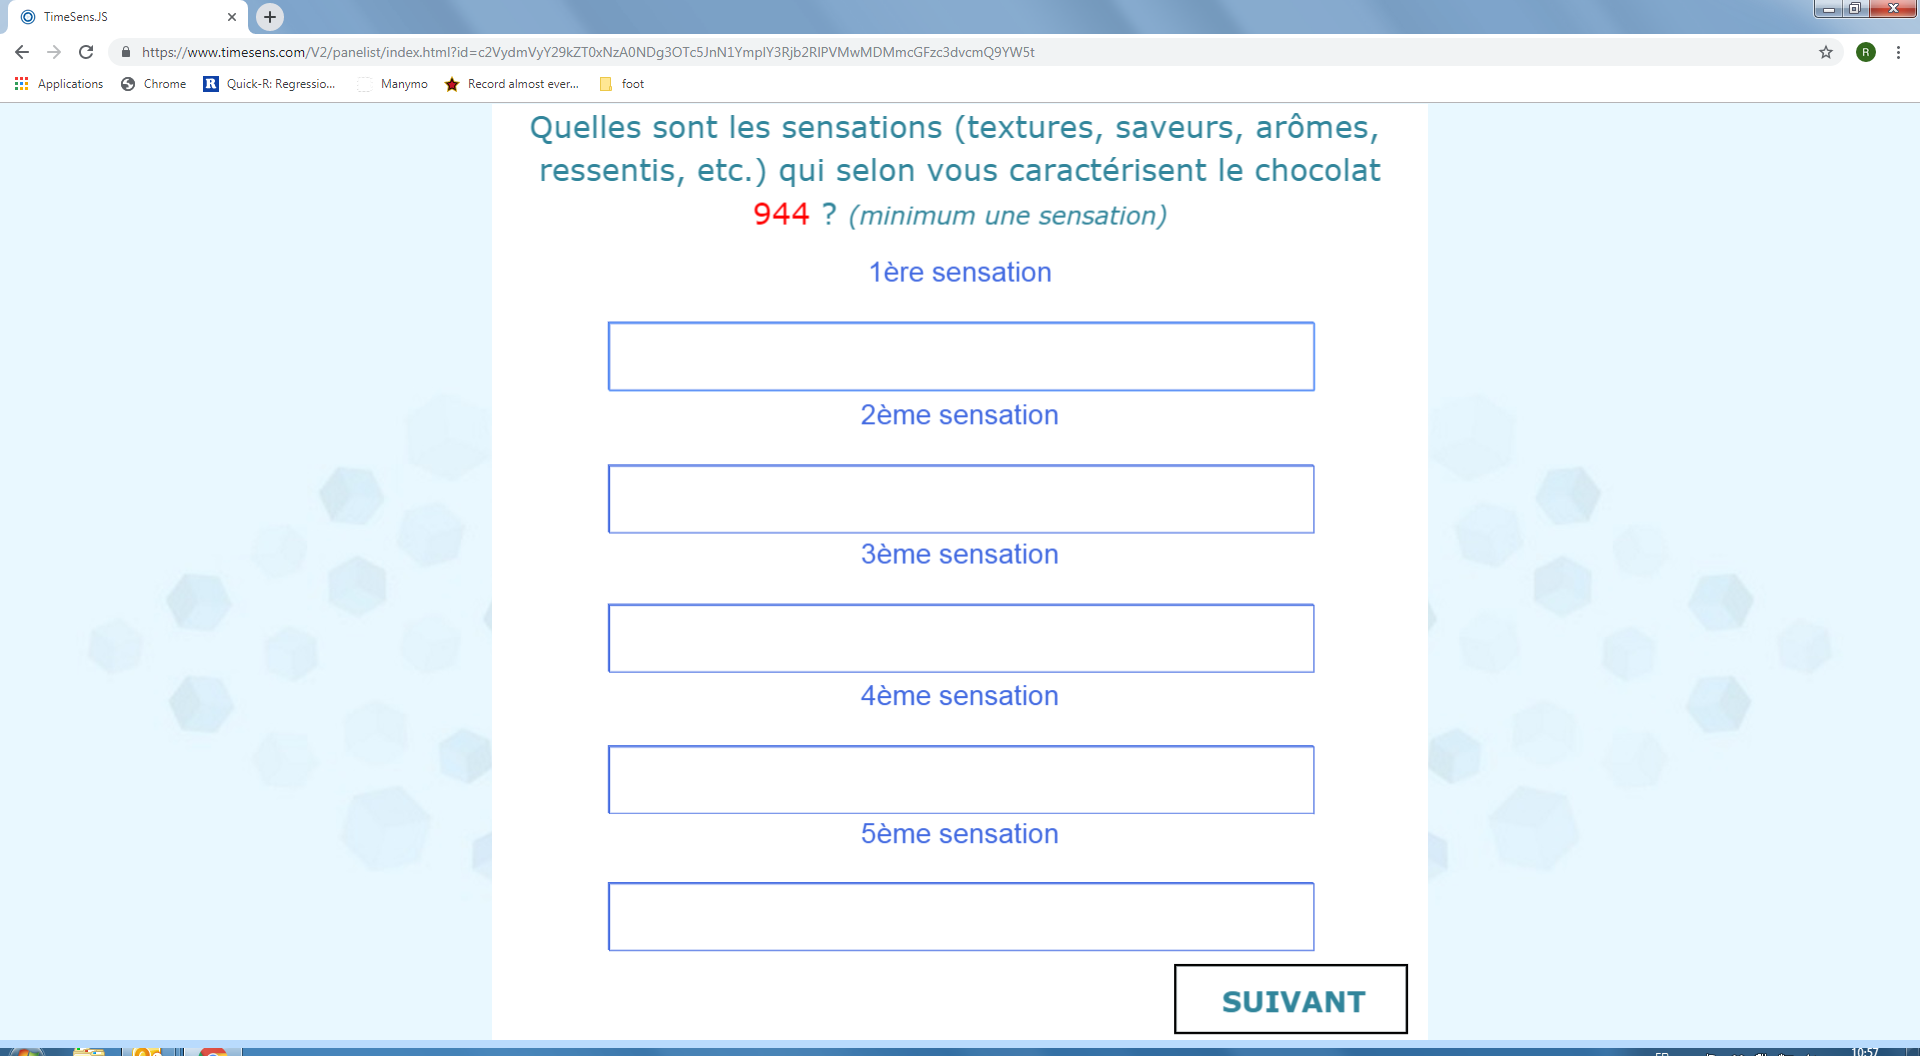 TimeSens.JS
https://www.timesens.com/V2/panelist/index.html?id=c2VydmVyY29kZT0xNzA0NDg3OTc5JnN1YmplY3Rjb2RlPVMwMDMmcGFzc3dvcmQ9YW5t
R
Applications Chrome R Quick-R: Regressio... Manymo Record almost ever... foot
Quelles sont les sensations (textures, saveurs, arômes,
ressentis, etc.) qui selon vous caractérisent le chocolat
944 ? (minimum une sensation)
1ère sensation
2ème sensation
3ème sensation
4ème sensation
5ème sensation
SUIVANT
10:57